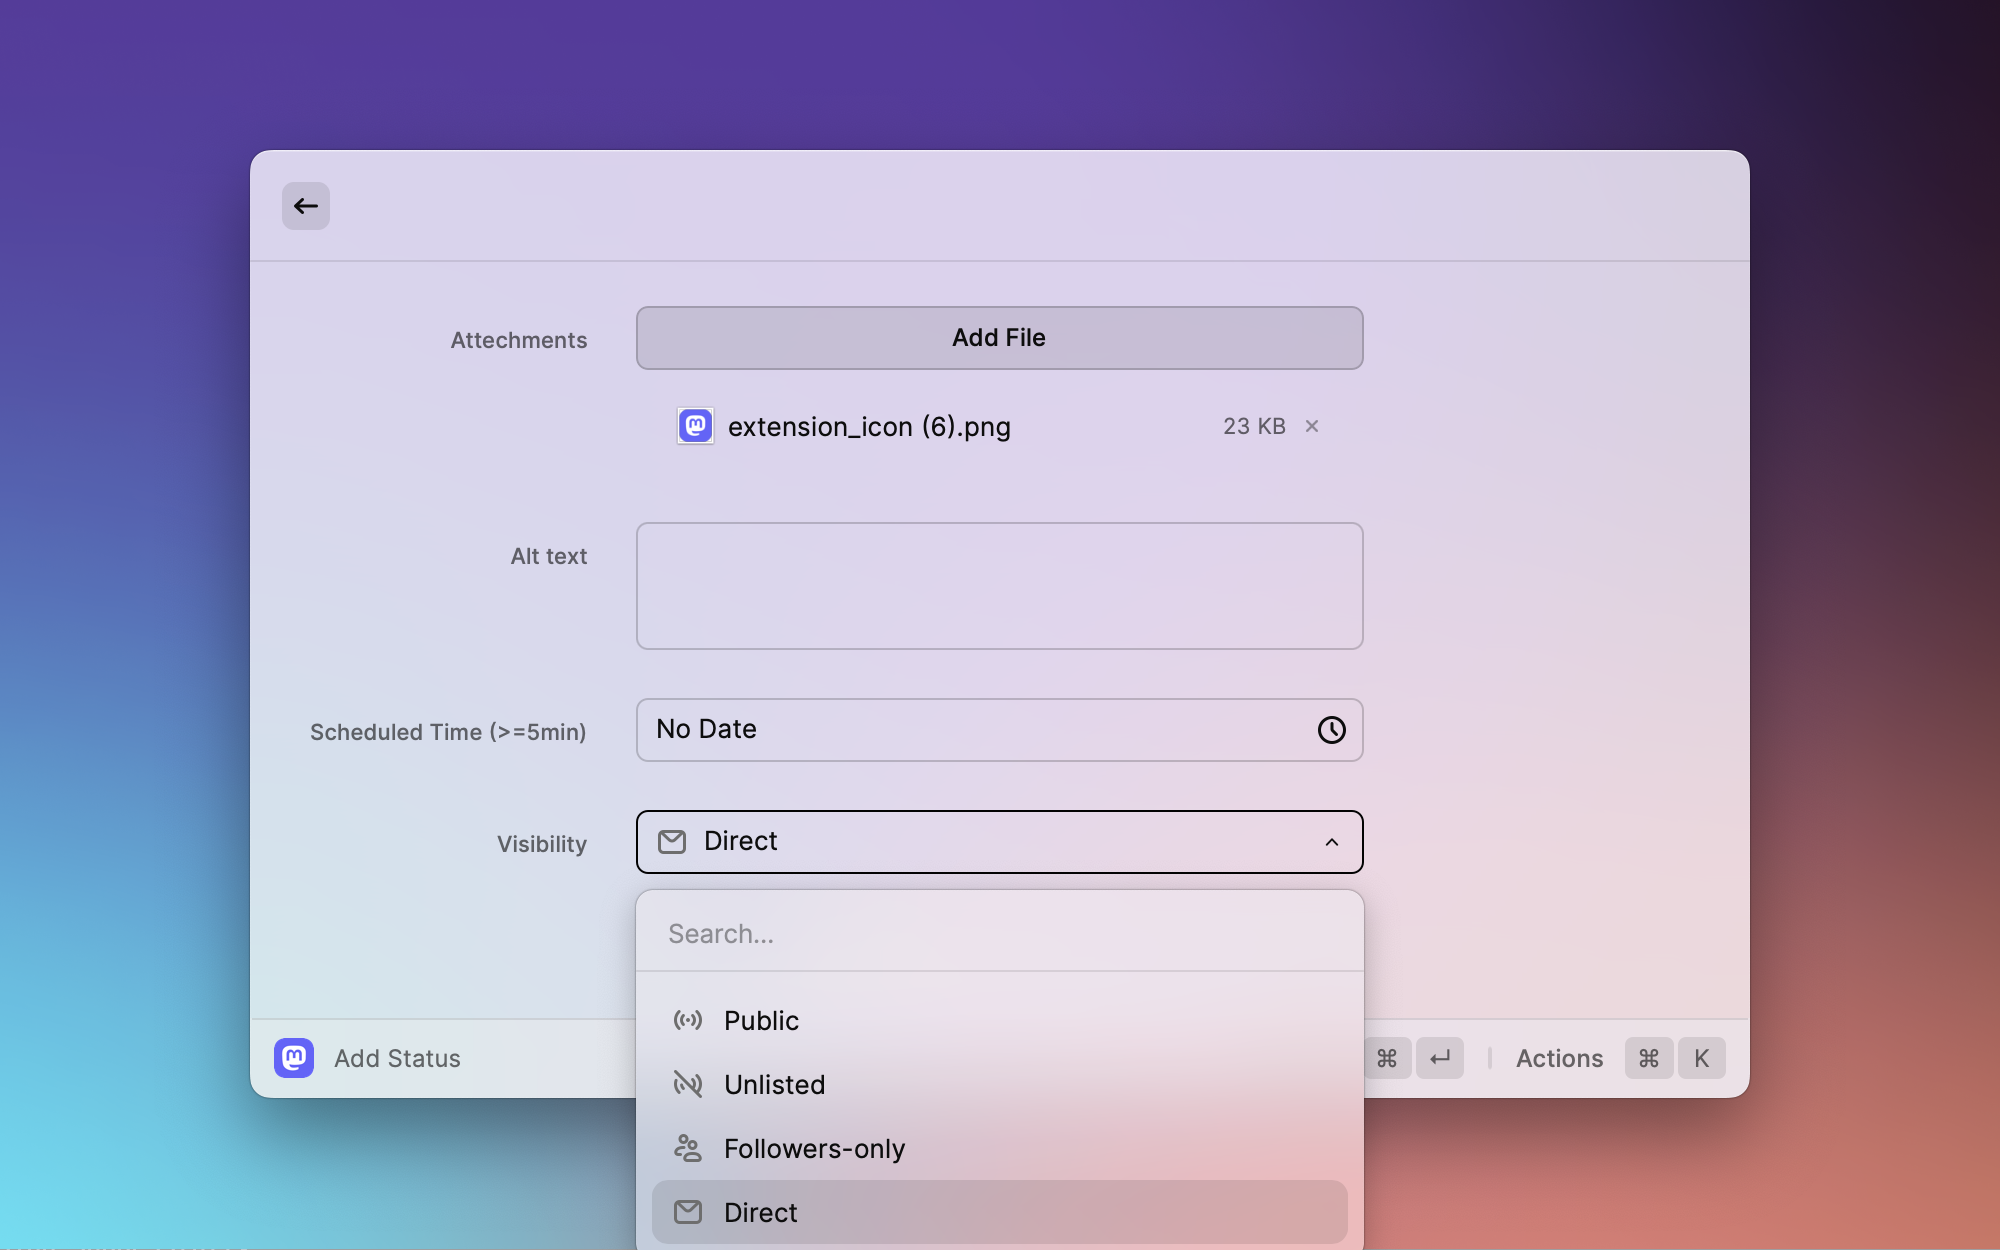 Attechments
Add File
extension_icon (6).png
23 KB
Alt text
Scheduled Time (>=5min)
No Date
Visibility
Direct
Search...
Public
Unlisted
Followers-only
Direct
Add Status
⌘ ↵
Actions ⌘ K